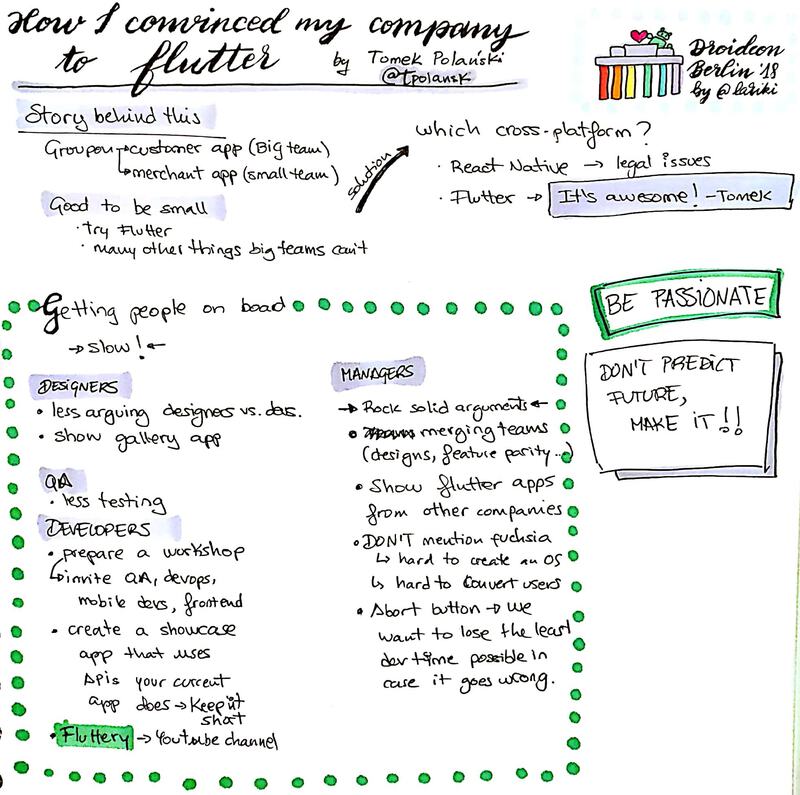 How I convinced my company
to flutter
by Tomek Polański
@tpolansk
Droidcon
Berlin '18
by @lariki
Story behind this
Groupon → customer app (Big team)
→ merchant app (small team)
Good to be small
· try Flutter
· many other things big teams can't
solution
which cross-platform?
· React Native → legal issues
· Flutter → It's awesome! -Tomek
Getting people on boad
→ slow! ←
DESIGNERS
• less arguing designers vs. devs.
• show gallery app
QA
• less testing
DEVELOPERS
• prepare a workshop
↳ invite QA, devops,
mobile devs, frontend
• create a showcase
app that uses
Apis your current
app does → Keep it
short
• Fluttery → Youtube channel
MANAGERS
→ Rock solid arguments ←
• merging teams
(designs, feature parity...)
• Show flutter apps
from other companies
• DON'T mention fuchsia
↳ hard to create an OS
↳ hard to convert users
• Abort button → we
want to lose the least
dev time possible in
case it goes wrong.
BE PASSIONATE
DON'T PREDICT
FUTURE,
MAKE IT!!